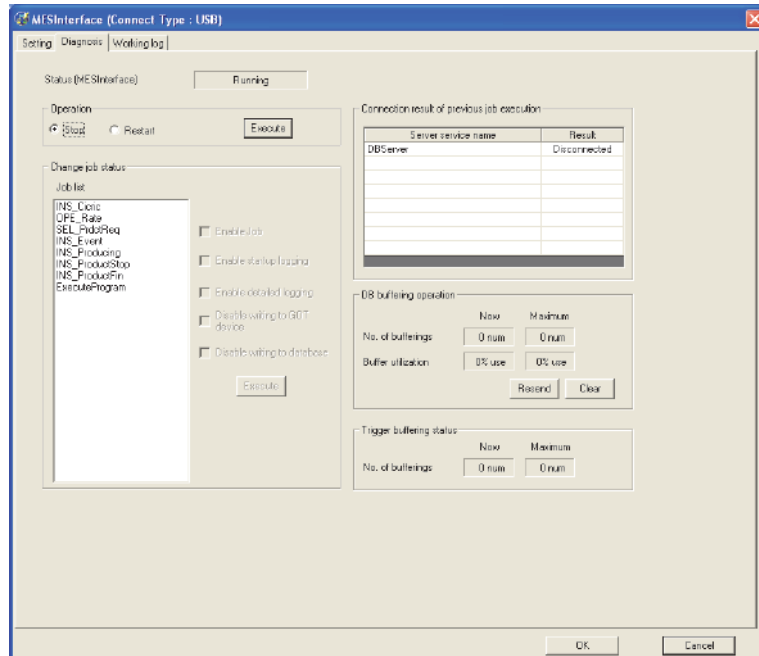 MESInterface (Connect Type : USB)
Setting Diagnosis Working log
Status (MESInterface) Running
Operation
Stop Restart Execute
Change job status
Job list
INS_Cienc
OPE_Rate
SEL_PrdctReq
INS_Event
INS_Producing
INS_ProductStop
INS_ProductFin
ExecuteProgram
Enable Job
Enable startup logging
Enable detailed logging
Disable writing to GOT
device
Disable writing to database
Execute
Connection result of previous job execution
Server service name Result
DBServer Disconnected
DB buffering operation
Now Maximum
No. of bufferings 0 num 0 num
Buffer utilization 0% use 0% use
Resend Clear
Trigger buffering status
Now Maximum
No. of bufferings 0 num 0 num
OK Cancel